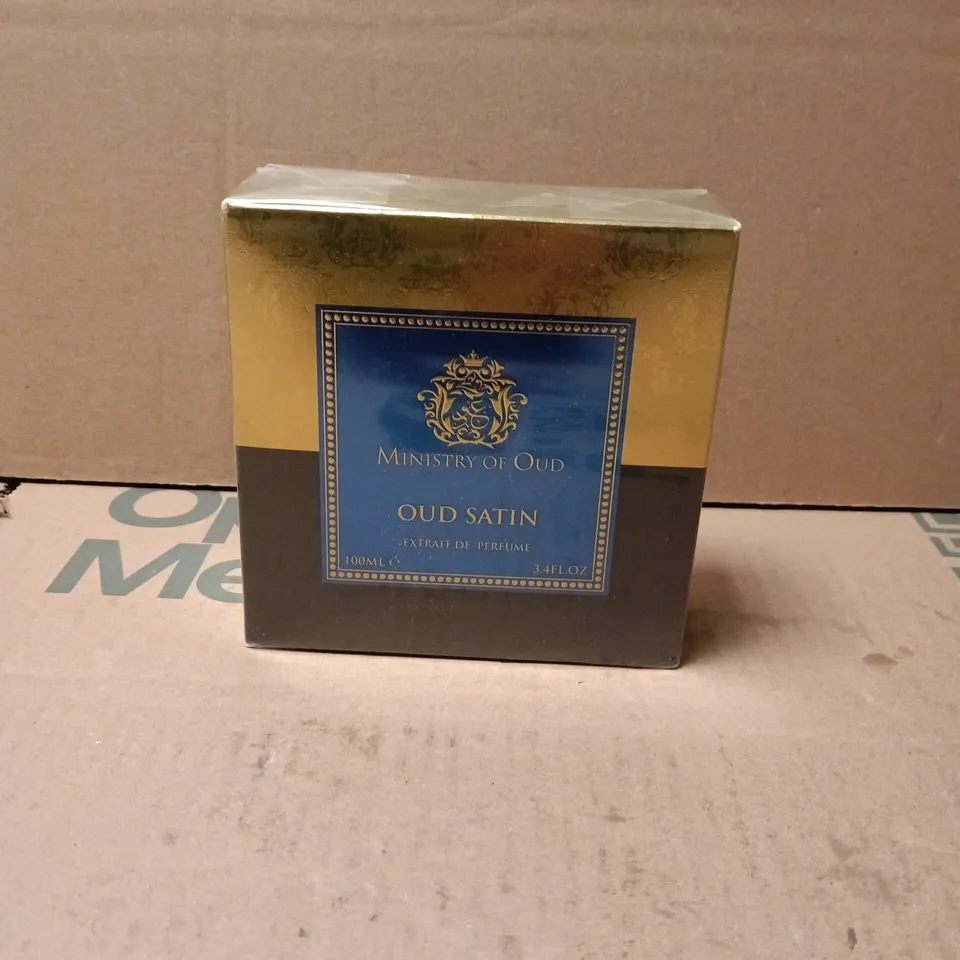 MINISTRY OF OUD
OUD SATIN
EXTRAIT DE PERFUME
100ML ℮ 3.4FL.OZ